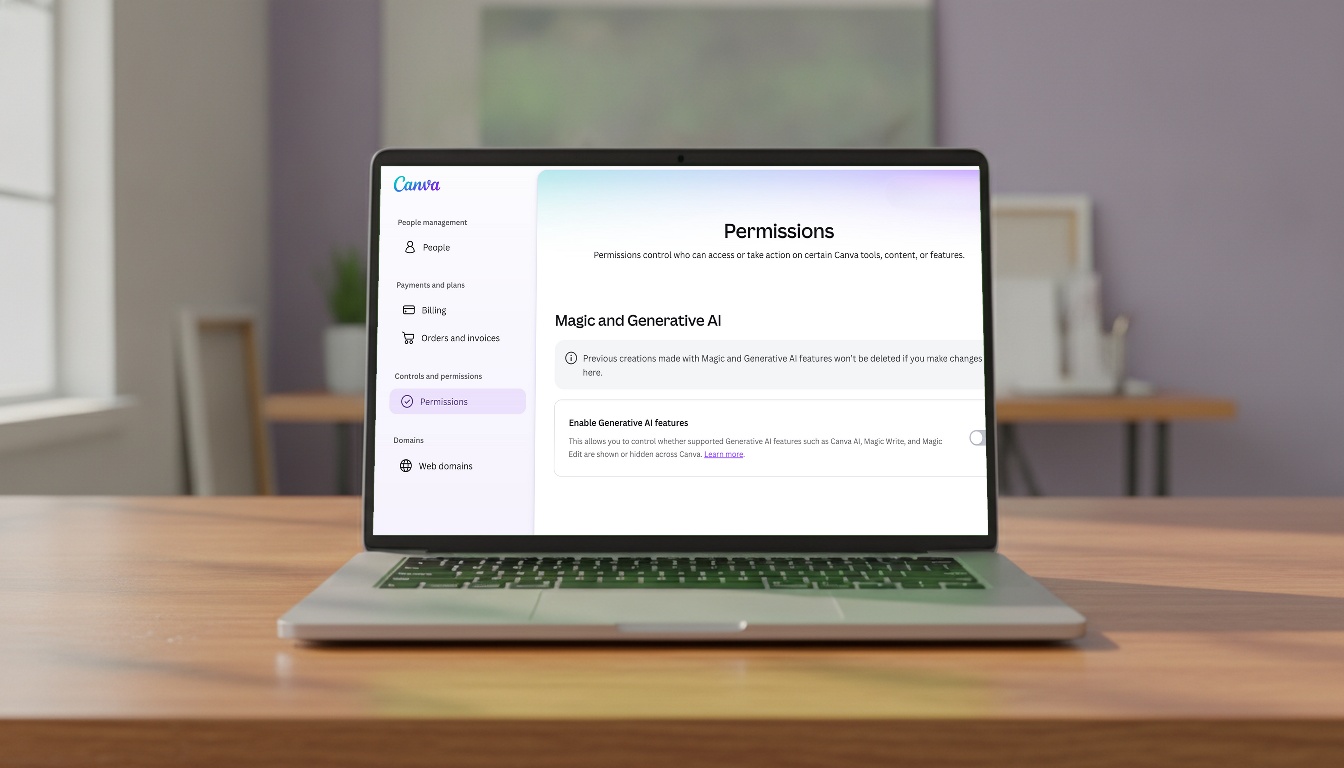 Canva
People management
People
Payments and plans
Billing
Orders and invoices
Controls and permissions
Permissions
Domains
Web domains
Permissions
Permissions control who can access or take action on certain Canva tools, content, or features.
Magic and Generative AI
Previous creations made with Magic and Generative AI features won't be deleted if you make changes
here.
Enable Generative AI features
This allows you to control whether supported Generative AI features such as Canva AI, Magic Write, and Magic
Edit are shown or hidden across Canva. Learn more.